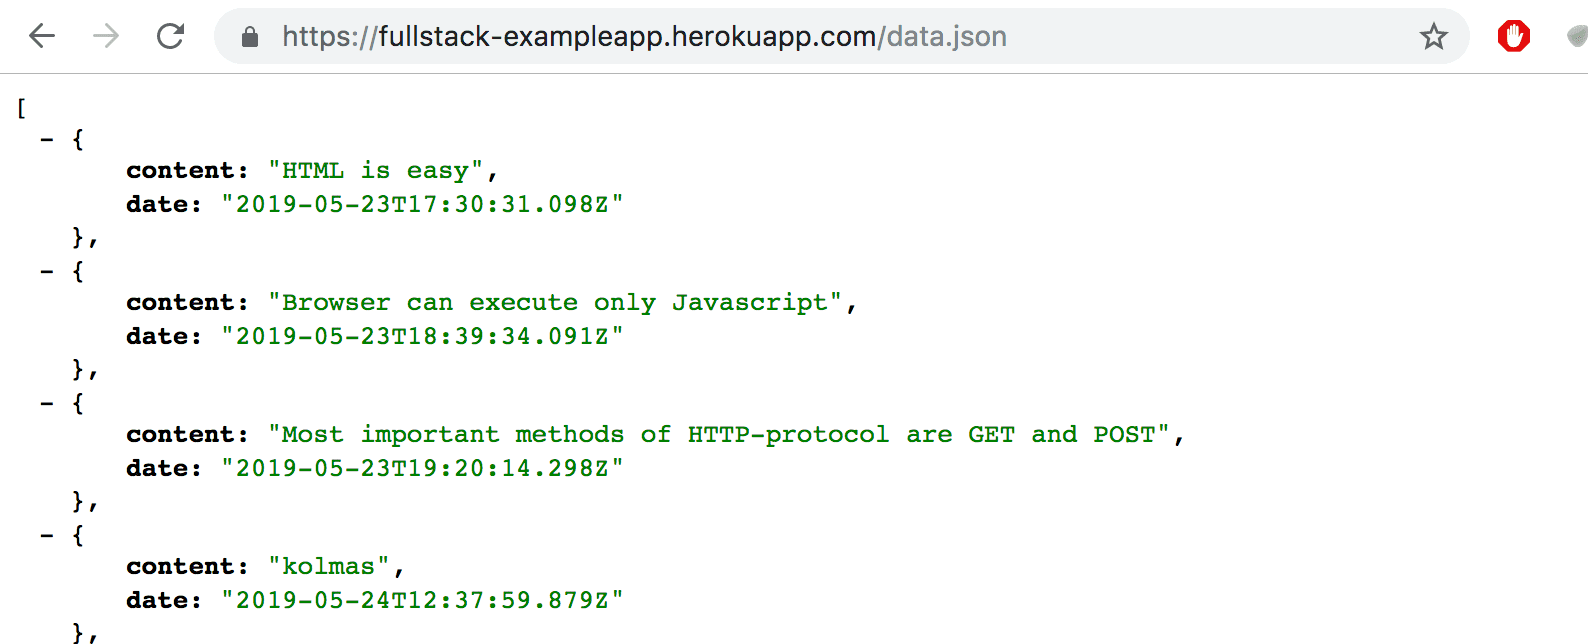 https://fullstack-exampleapp.herokuapp.com/data.json
[
- {
content: "HTML is easy",
date: "2019-05-23T17:30:31.098Z"
},
- {
content: "Browser can execute only Javascript",
date: "2019-05-23T18:39:34.091Z"
},
- {
content: "Most important methods of HTTP-protocol are GET and POST",
date: "2019-05-23T19:20:14.298Z"
},
- {
content: "kolmas",
date: "2019-05-24T12:37:59.879Z"
},